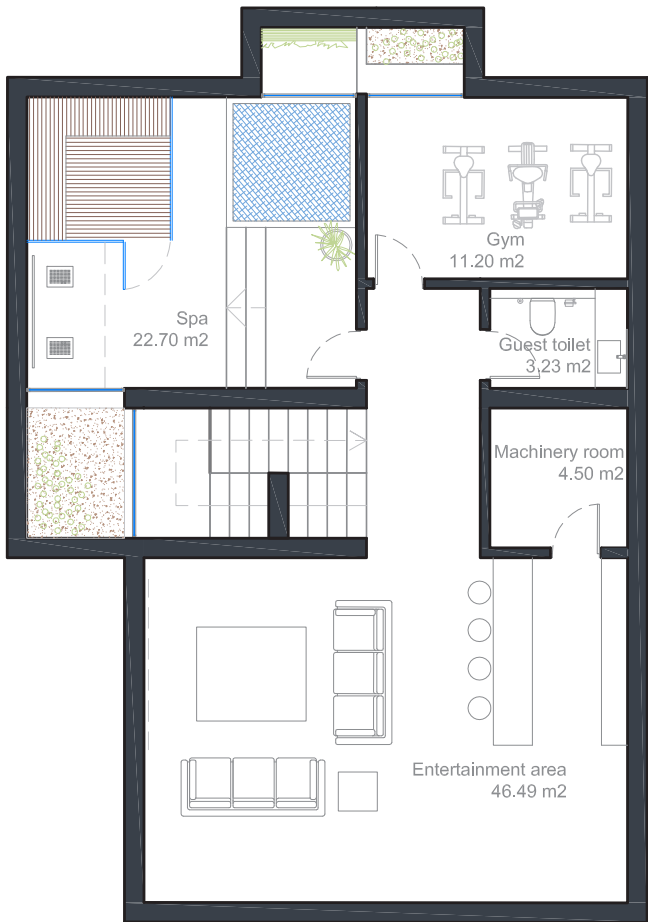 Gym
11.20 m2
Spa
22.70 m2
Guest toilet
3.23 m2
Machinery room
4.50 m2
Entertainment area
46.49 m2